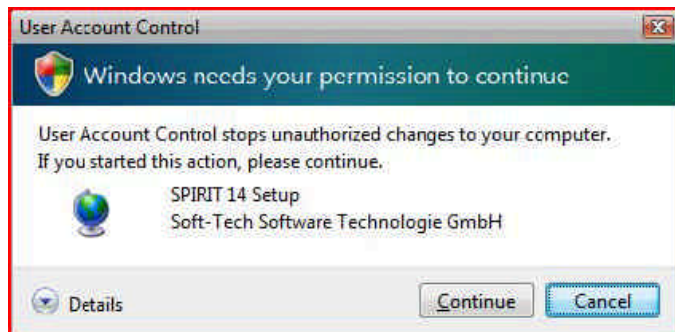 User Account Control
Windows needs your permission to continue
User Account Control stops unauthorized changes to your computer.
If you started this action, please continue.
SPIRIT 14 Setup
Soft-Tech Software Technologie GmbH
Details
Continue
Cancel